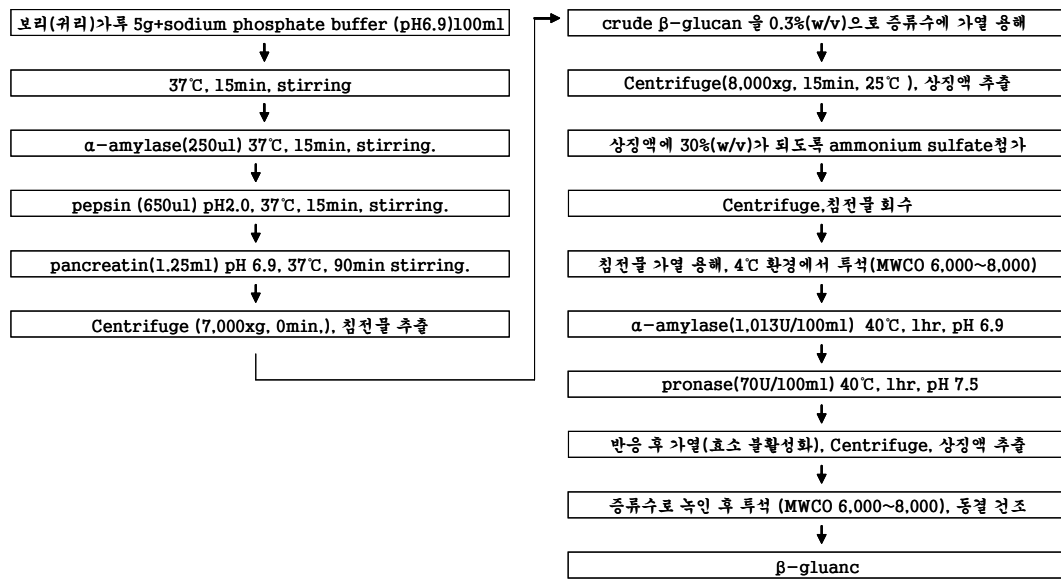 보리(귀리)가루 5g+sodium phosphate buffer (pH6.9)100ml
37℃, 15min, stirring
α-amylase(250ul) 37℃, 15min, stirring.
pepsin (650ul) pH2.0, 37℃, 15min, stirring.
pancreatin(1.25ml) pH 6.9, 37℃, 90min stirring.
Centrifuge (7,000xg, 0min,), 침전물 추출
crude β-glucan 을 0.3%(w/v)으로 증류수에 가열 용해
Centrifuge(8,000xg, 15min, 25℃ ), 상징액 추출
상징액에 30%(w/v)가 되도록 ammonium sulfate첨가
Centrifuge,침전물 회수
침전물 가열 용해, 4℃ 환경에서 투석(MWCO 6,000~8,000)
α-amylase(1,013U/100ml) 40℃, 1hr, pH 6.9
pronase(70U/100ml) 40℃, 1hr, pH 7.5
반응 후 가열(효소 불활성화), Centrifuge, 상징액 추출
증류수로 녹인 후 투석 (MWCO 6,000~8,000), 동결 건조
β-gluanc